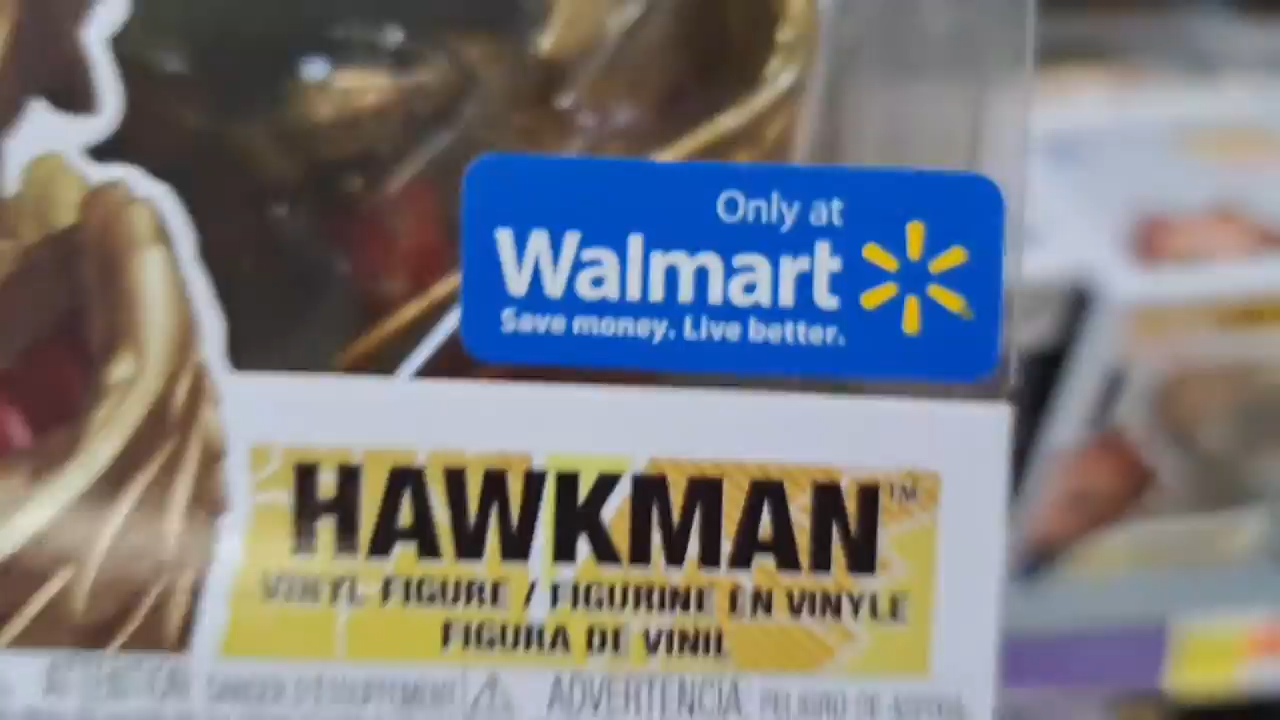 Only at
Walmart
Save money. Live better.
HAWKMAN™
VINYL FIGURE / FIGURINE EN VINYLE
FIGURA DE VINIL
ADVERTENCIA